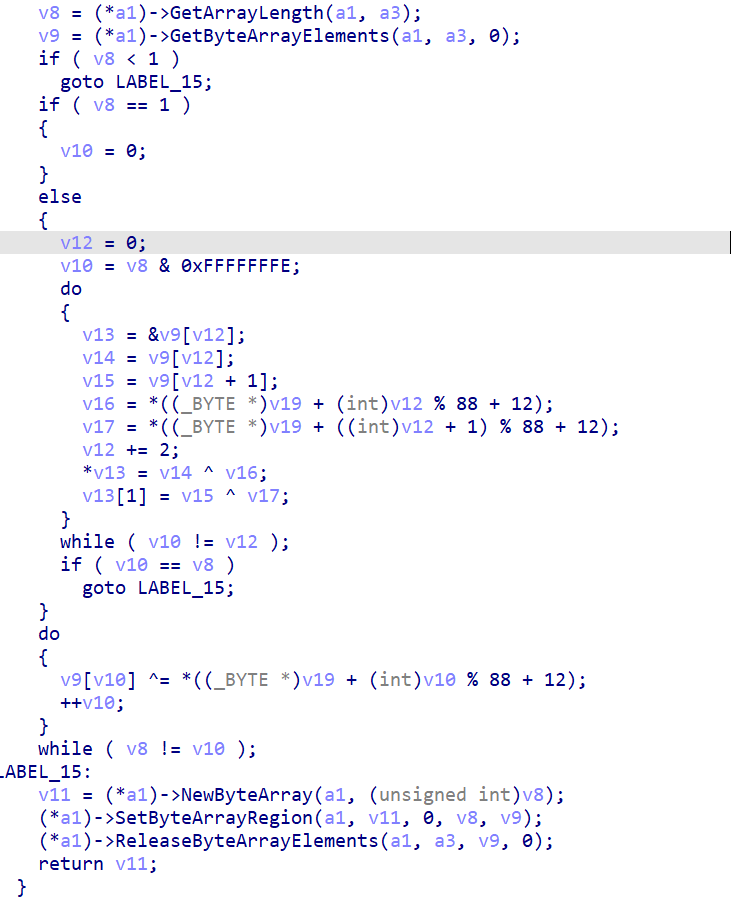 v8 = (*a1)->GetArrayLength(a1, a3);
v9 = (*a1)->GetByteArrayElements(a1, a3, 0);
if ( v8 < 1 )
goto LABEL_15;
if ( v8 == 1 )
{
v10 = 0;
}
else
{
v12 = 0;
v10 = v8 & 0xFFFFFFFE;
do
{
v13 = &v9[v12];
v14 = v9[v12];
v15 = v9[v12 + 1];
v16 = *((_BYTE *)v19 + (int)v12 % 88 + 12);
v17 = *((_BYTE *)v19 + ((int)v12 + 1) % 88 + 12);
v12 += 2;
*v13 = v14 ^ v16;
v13[1] = v15 ^ v17;
}
while ( v10 != v12 );
if ( v10 == v8 )
goto LABEL_15;
}
do
{
v9[v10] ^= *((_BYTE *)v19 + (int)v10 % 88 + 12);
++v10;
}
while ( v8 != v10 );
LABEL_15:
v11 = (*a1)->NewByteArray(a1, (unsigned int)v8);
(*a1)->SetByteArrayRegion(a1, v11, 0, v8, v9);
(*a1)->ReleaseByteArrayElements(a1, a3, v9, 0);
return v11;
}